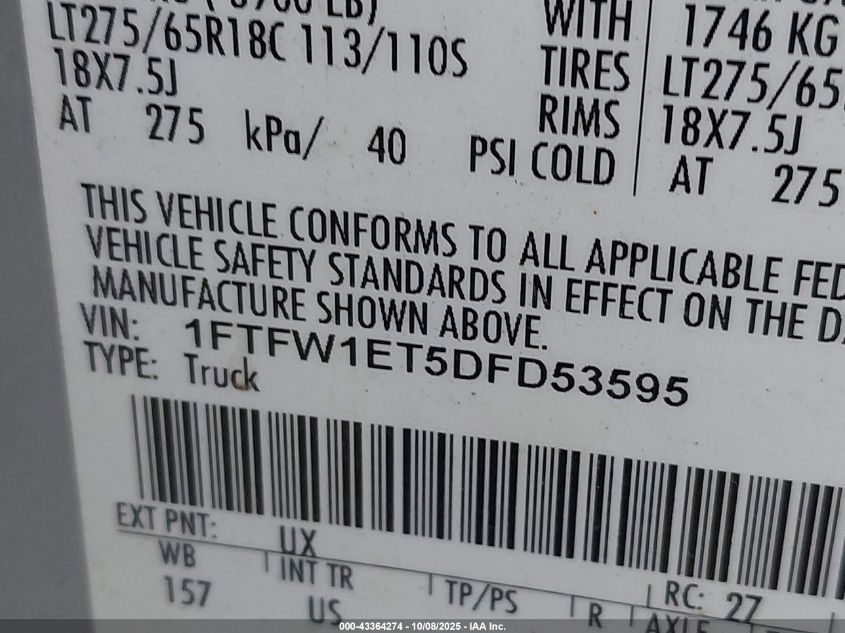 LT275/65R18C 113/110S
18X7.5J
AT 275 kPa/ 40 PSI COLD
WITH 1746 KG
TIRES LT275/65
RIMS 18X7.5J
AT 275
THIS VEHICLE CONFORMS TO ALL APPLICABLE FED
VEHICLE SAFETY STANDARDS IN EFFECT ON THE DA
MANUFACTURE SHOWN ABOVE.
VIN: 1FTFW1ET5DFD53595
TYPE: Truck
EXT PNT: UX RC: 27
WB INT TR TP/PS R AXLE
157 US
000-43364274 - 10/08/2025 - IAA Inc.